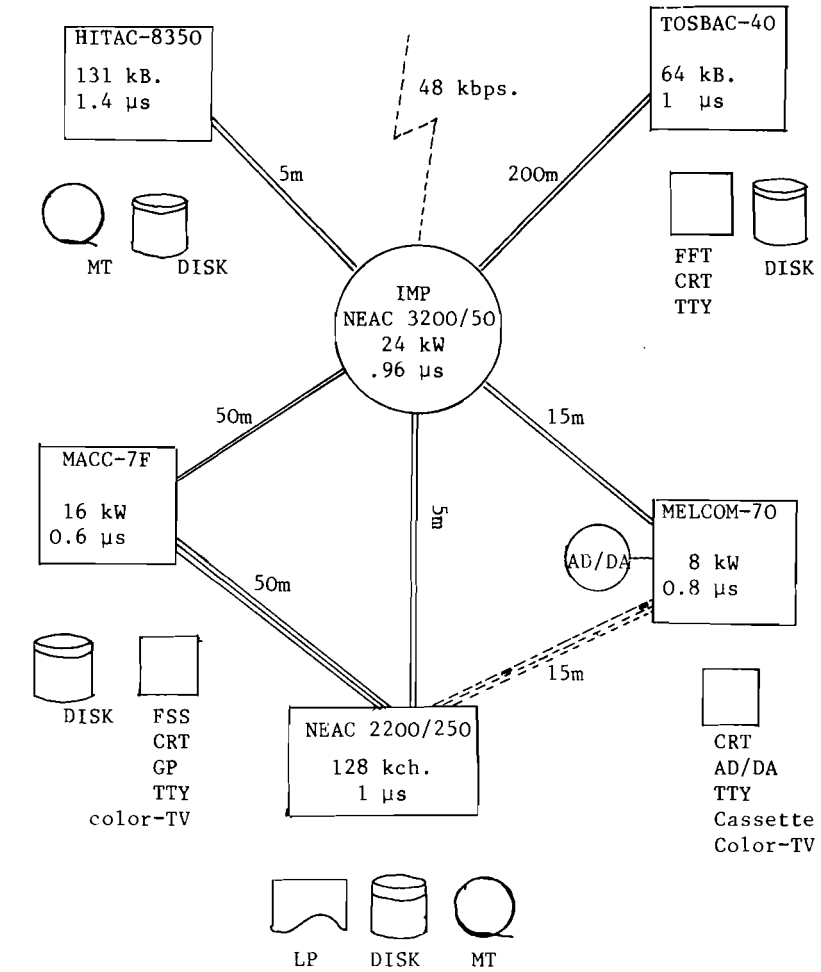 HITAC-8350
131 kB.
1.4 µs
TOSBAC-40
64 kB.
1 µs
48 kbps.
5m
200m
MT
DISK
FFT
CRT
TTY
DISK
IMP
NEAC 3200/50
24 kW
.96 µs
50m
15m
5m
MACC-7F
16 kW
0.6 µs
MELCOM-70
8 kW
0.8 µs
AD/DA
50m
15m
DISK
FSS
CRT
GP
TTY
color-TV
NEAC 2200/250
128 kch.
1 µs
CRT
AD/DA
TTY
Cassette
Color-TV
LP
DISK
MT